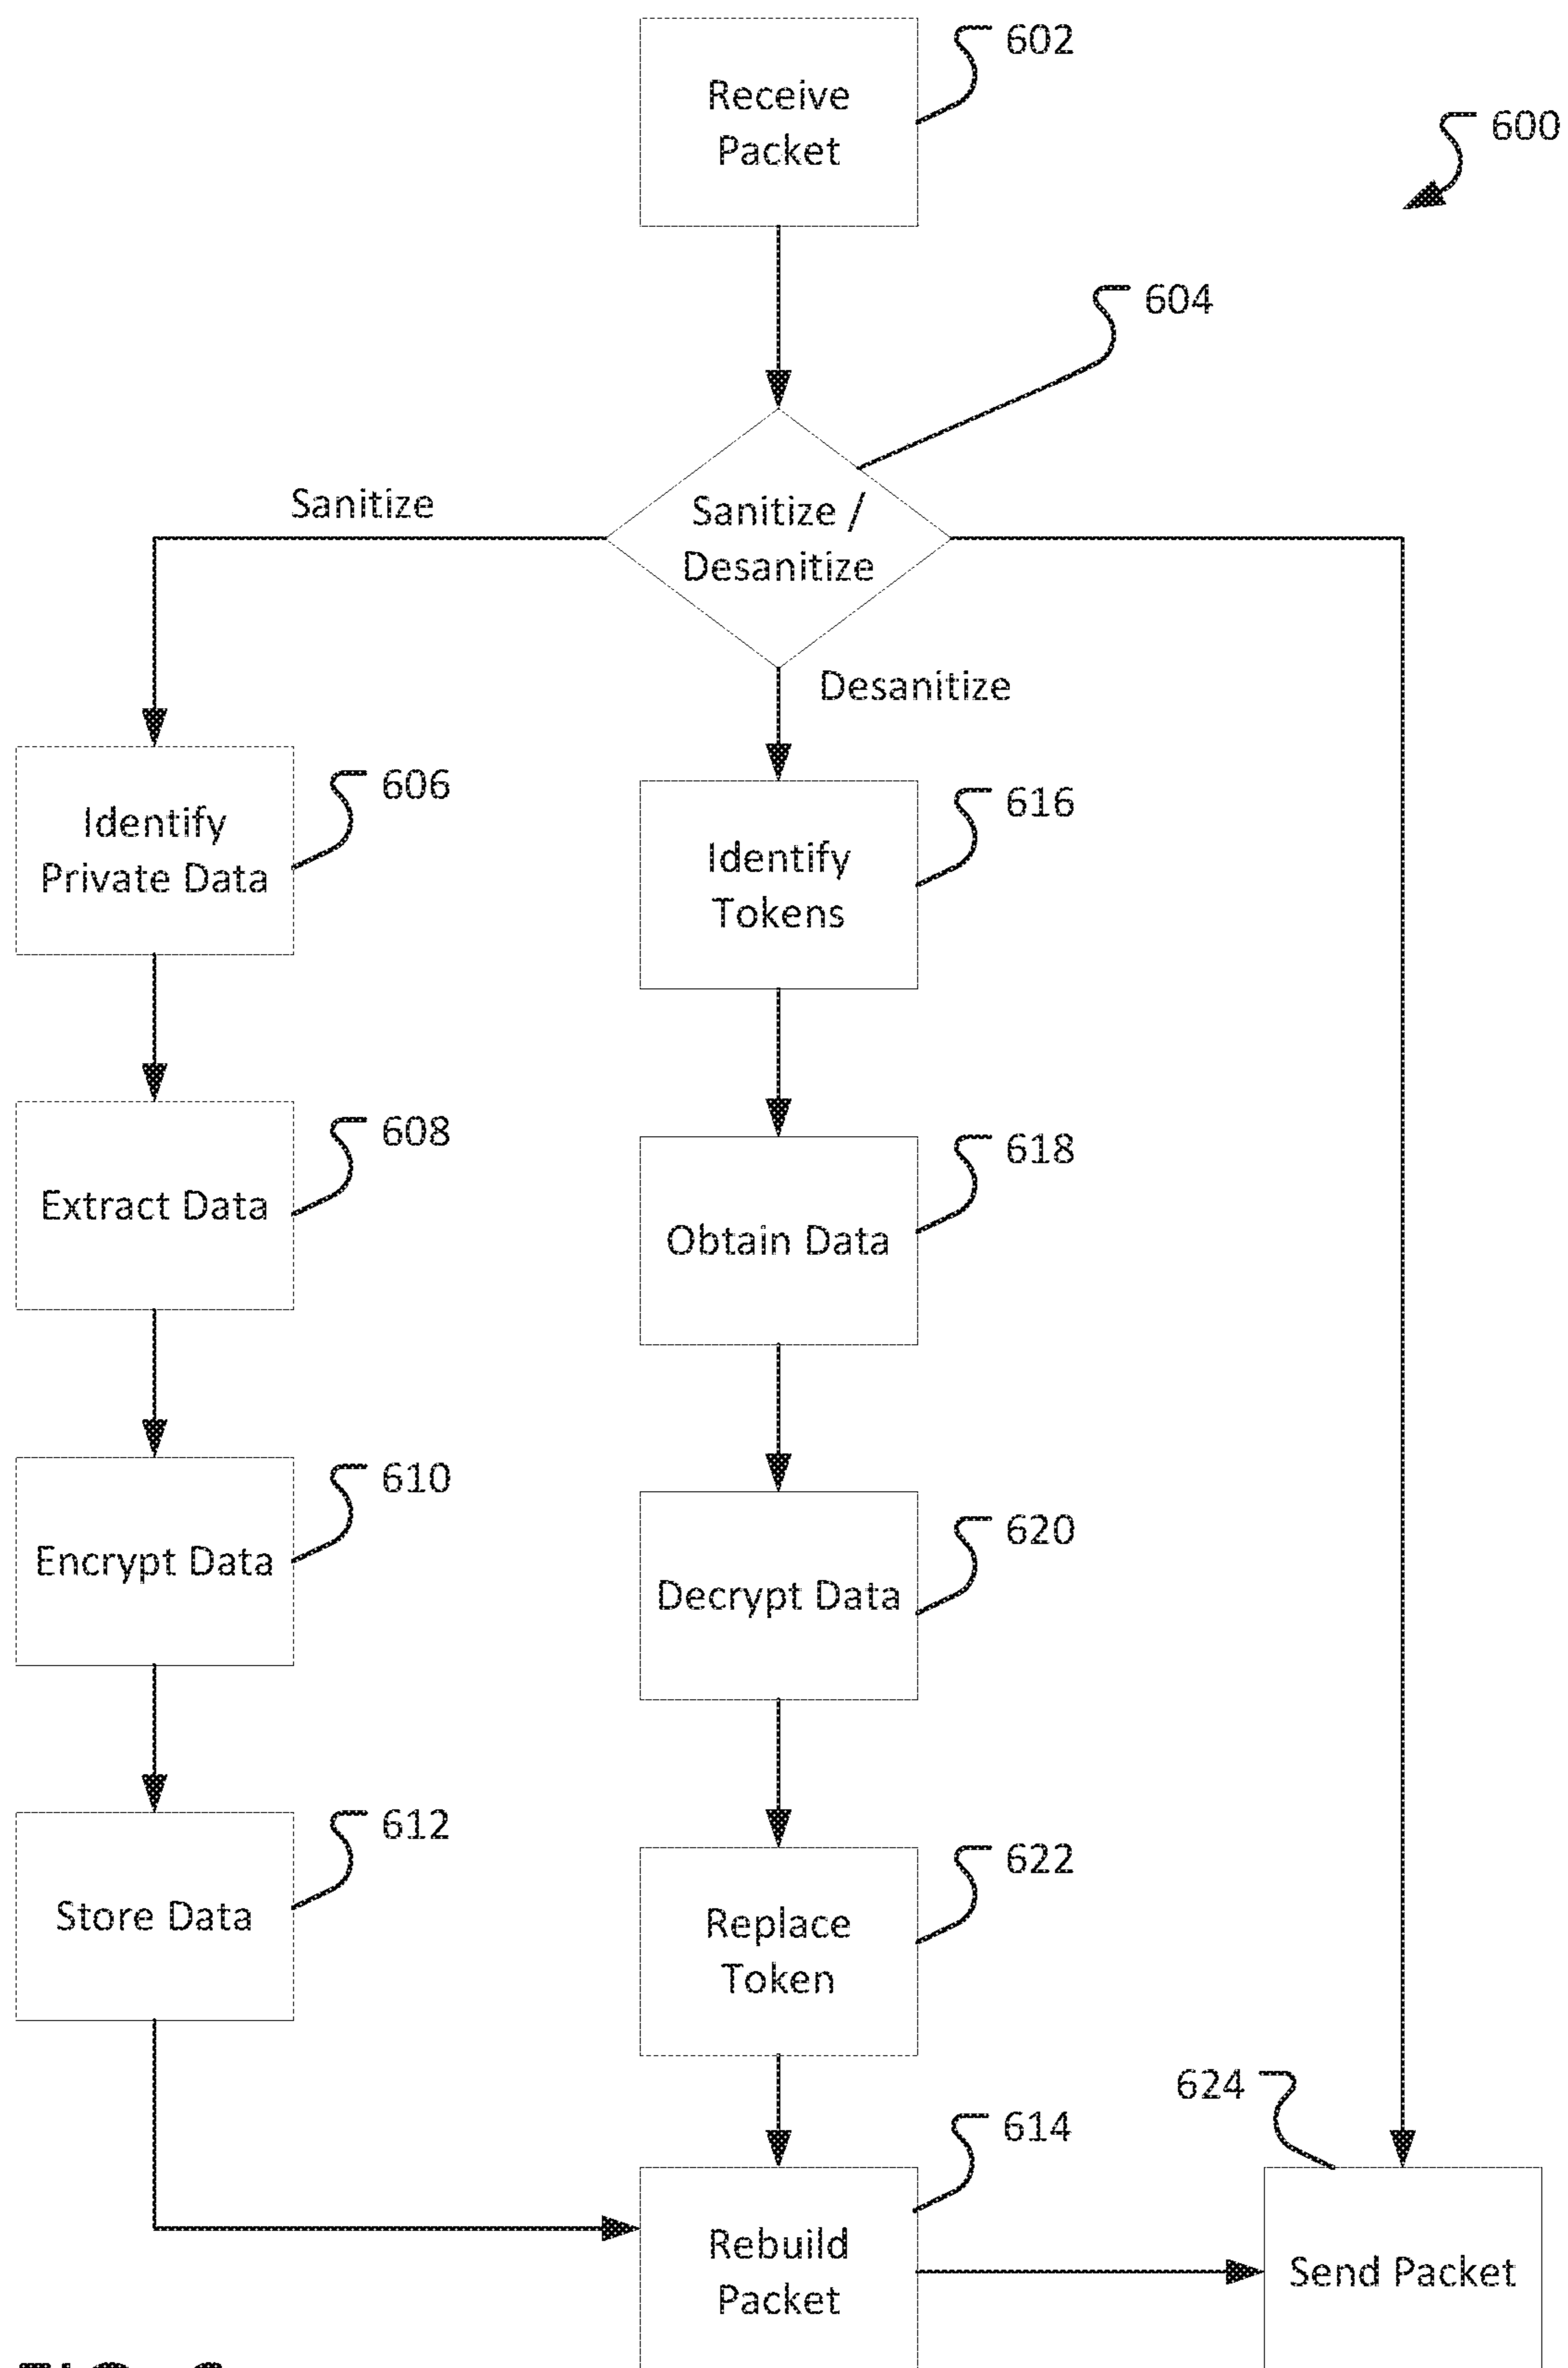 602
Receive
Packet
600
604
Sanitize
Sanitize /
Desanitize
Desanitize
606
Identify
Private Data
616
Identify
Tokens
608
Extract Data
618
Obtain Data
610
Encrypt Data
620
Decrypt Data
612
Store Data
622
Replace
Token
624
614
Rebuild
Packet
Send Packet